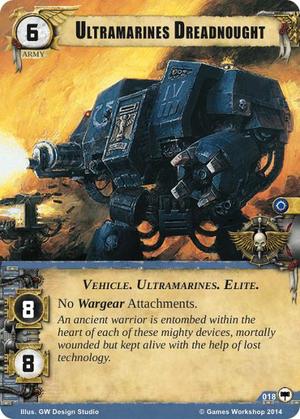 6
ARMY
ULTRAMARINES DREADNOUGHT
VEHICLE. ULTRAMARINES. ELITE.
8
No Wargear Attachments.
An ancient warrior is entombed within the
heart of each of these mighty devices, mortally
wounded but kept alive with the help of lost
technology.
8
018
Illus. GW Design Studio
© Games Workshop 2014